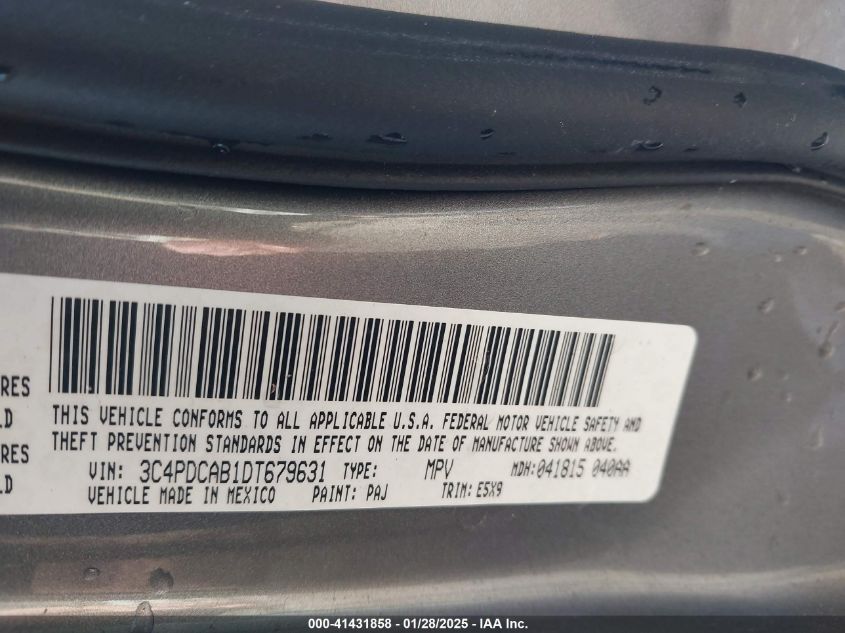 RES
LD
RES
LD
THIS VEHICLE CONFORMS TO ALL APPLICABLE U.S.A. FEDERAL MOTOR VEHICLE SAFETY AND
THEFT PREVENTION STANDARDS IN EFFECT ON THE DATE OF MANUFACTURE SHOWN ABOVE.
VIN: 3C4PDCAB1DT679631 TYPE: MPV MDH:041815 040AA
VEHICLE MADE IN MEXICO PAINT: PAJ TRIM: E5X9
000-41431858 - 01/28/2025 - IAA Inc.